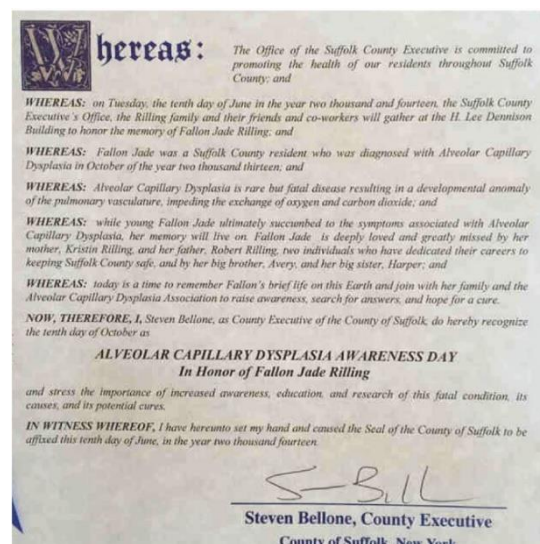 Whereas: The Office of the Suffolk County Executive is committed to
promoting the health of our residents throughout Suffolk
County; and
WHEREAS: on Tuesday, the tenth day of June in the year two thousand and fourteen, the Suffolk County
Executive's Office, the Rilling family and their friends and co-workers will gather at the H. Lee Dennison
Building to honor the memory of Fallon Jade Rilling; and
WHEREAS: Fallon Jade was a Suffolk County resident who was diagnosed with Alveolar Capillary
Dysplasia in October of the year two thousand thirteen; and
WHEREAS: Alveolar Capillary Dysplasia is rare but fatal disease resulting in a developmental anomaly
of the pulmonary vasculature, impeding the exchange of oxygen and carbon dioxide; and
WHEREAS: while young Fallon Jade ultimately succumbed to the symptoms associated with Alveolar
Capillary Dysplasia, her memory will live on. Fallon Jade is deeply loved and greatly missed by her
mother, Kristin Rilling, and her father, Robert Rilling, two individuals who have dedicated their careers to
keeping Suffolk County safe, and by her big brother, Avery, and her big sister, Harper; and
WHEREAS: today is a time to remember Fallon's brief life on this Earth and join with her family and the
Alveolar Capillary Dysplasia Association to raise awareness, search for answers, and hope for a cure.
NOW, THEREFORE, I, Steven Bellone, as County Executive of the County of Suffolk, do hereby recognize
the tenth day of October as
ALVEOLAR CAPILLARY DYSPLASIA AWARENESS DAY
In Honor of Fallon Jade Rilling
and stress the importance of increased awareness, education, and research of this fatal condition, its
causes, and its potential cures.
IN WITNESS WHEREOF, I have hereunto set my hand and caused the Seal of the County of Suffolk to be
affixed this tenth day of June, in the year two thousand fourteen.
Steven Bellone, County Executive
County of Suffolk, New York